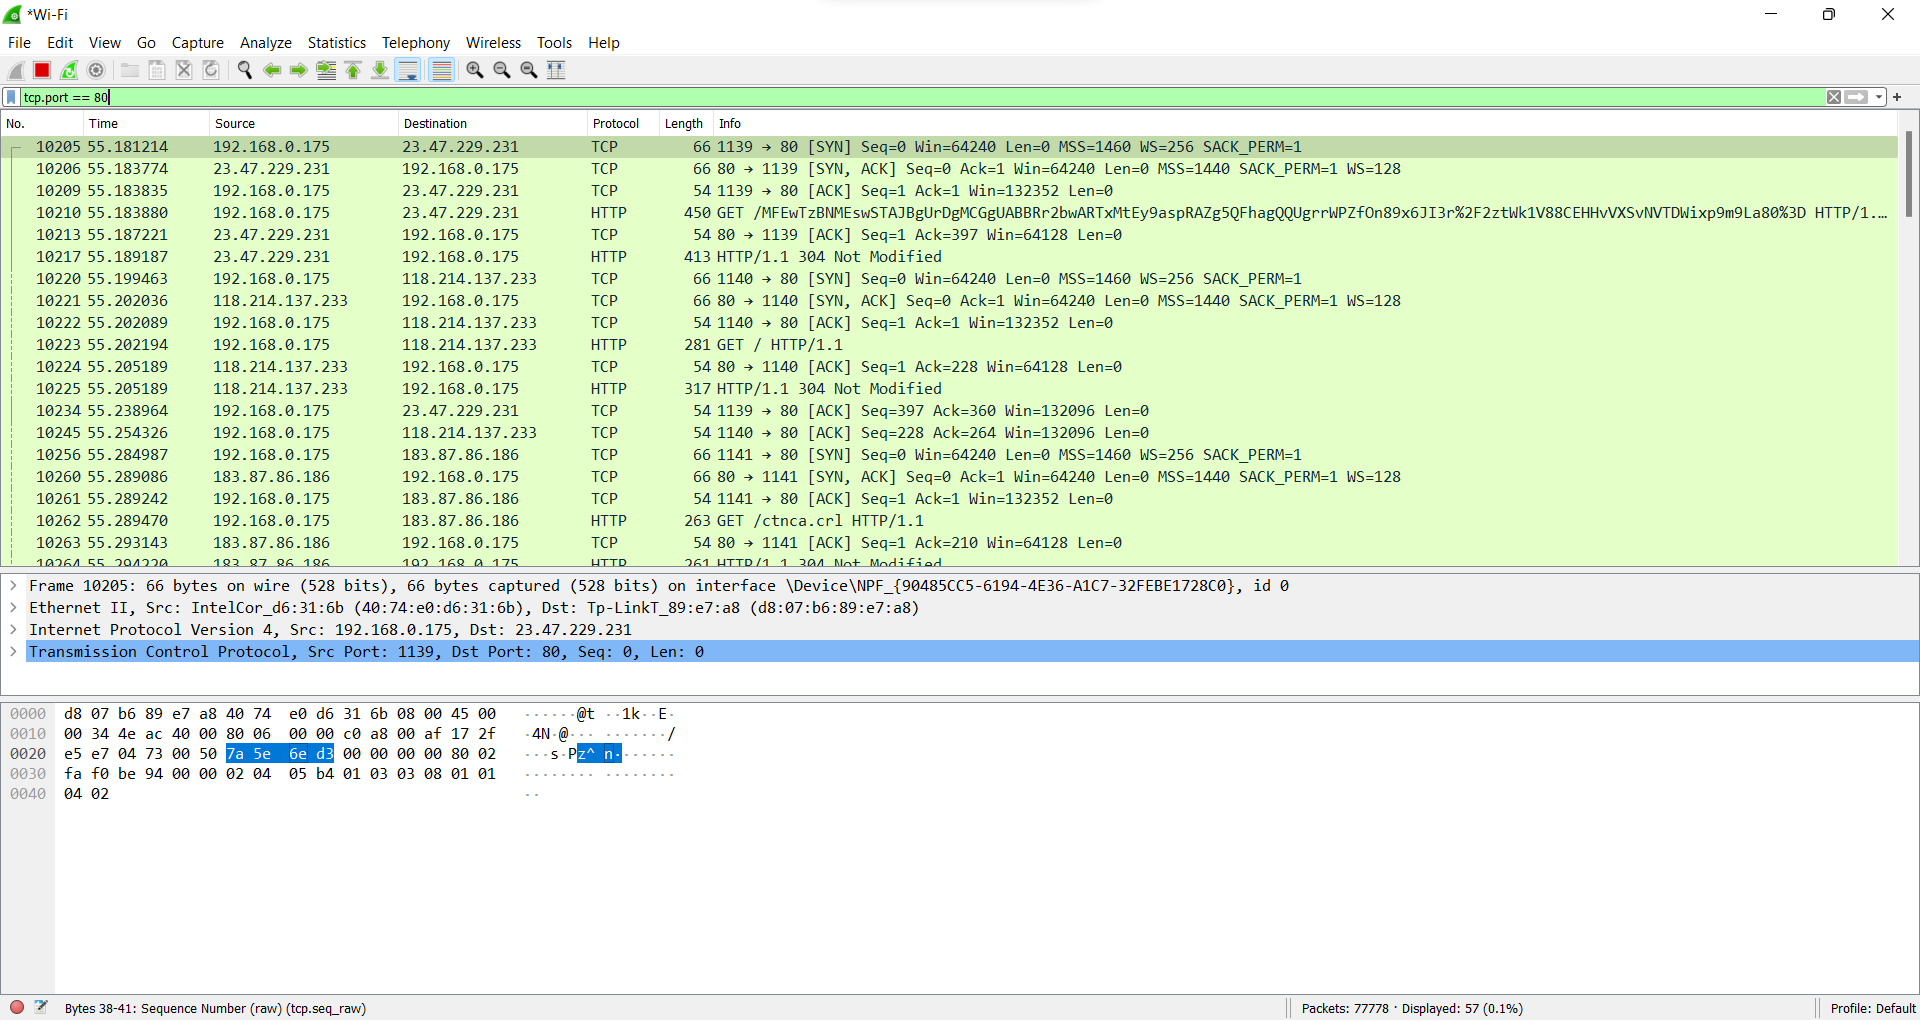 *Wi-Fi
File Edit View Go Capture Analyze Statistics Telephony Wireless Tools Help
tcp.port == 80
No. Time Source Destination Protocol Length Info
10205 55.181214 192.168.0.175 23.47.229.231 TCP 66 1139 → 80 [SYN] Seq=0 Win=64240 Len=0 MSS=1460 WS=256 SACK_PERM=1
10206 55.183774 23.47.229.231 192.168.0.175 TCP 66 80 → 1139 [SYN, ACK] Seq=0 Ack=1 Win=64240 Len=0 MSS=1440 SACK_PERM=1 WS=128
10209 55.183835 192.168.0.175 23.47.229.231 TCP 54 1139 → 80 [ACK] Seq=1 Ack=1 Win=132352 Len=0
10210 55.183880 192.168.0.175 23.47.229.231 HTTP 450 GET /MFEwTzBNMEswSTAJBgUrDgMCGgUABBRr2bwARTxMtEy9aspRAZg5QFhagQQUgrrWPZfOn89x6JI3r%2F2ztWk1V88CEHHvVXSvNVTDWixp9m9La80%3D HTTP/1.…
10213 55.187221 23.47.229.231 192.168.0.175 TCP 54 80 → 1139 [ACK] Seq=1 Ack=397 Win=64128 Len=0
10217 55.189187 23.47.229.231 192.168.0.175 HTTP 413 HTTP/1.1 304 Not Modified
10220 55.199463 192.168.0.175 118.214.137.233 TCP 66 1140 → 80 [SYN] Seq=0 Win=64240 Len=0 MSS=1460 WS=256 SACK_PERM=1
10221 55.202036 118.214.137.233 192.168.0.175 TCP 66 80 → 1140 [SYN, ACK] Seq=0 Ack=1 Win=64240 Len=0 MSS=1440 SACK_PERM=1 WS=128
10222 55.202089 192.168.0.175 118.214.137.233 TCP 54 1140 → 80 [ACK] Seq=1 Ack=1 Win=132352 Len=0
10223 55.202194 192.168.0.175 118.214.137.233 HTTP 281 GET / HTTP/1.1
10224 55.205189 118.214.137.233 192.168.0.175 TCP 54 80 → 1140 [ACK] Seq=1 Ack=228 Win=64128 Len=0
10225 55.205189 118.214.137.233 192.168.0.175 HTTP 317 HTTP/1.1 304 Not Modified
10234 55.238964 192.168.0.175 23.47.229.231 TCP 54 1139 → 80 [ACK] Seq=397 Ack=360 Win=132096 Len=0
10245 55.254326 192.168.0.175 118.214.137.233 TCP 54 1140 → 80 [ACK] Seq=228 Ack=264 Win=132096 Len=0
10256 55.284987 192.168.0.175 183.87.86.186 TCP 66 1141 → 80 [SYN] Seq=0 Win=64240 Len=0 MSS=1460 WS=256 SACK_PERM=1
10260 55.289086 183.87.86.186 192.168.0.175 TCP 66 80 → 1141 [SYN, ACK] Seq=0 Ack=1 Win=64240 Len=0 MSS=1440 SACK_PERM=1 WS=128
10261 55.289242 192.168.0.175 183.87.86.186 TCP 54 1141 → 80 [ACK] Seq=1 Ack=1 Win=132352 Len=0
10262 55.289470 192.168.0.175 183.87.86.186 HTTP 263 GET /ctnca.crl HTTP/1.1
10263 55.293143 183.87.86.186 192.168.0.175 TCP 54 80 → 1141 [ACK] Seq=1 Ack=210 Win=64128 Len=0
10264 55.294220 183.87.86.186 192.168.0.175 HTTP 261 HTTP/1.1 304 Not Modified
Frame 10205: 66 bytes on wire (528 bits), 66 bytes captured (528 bits) on interface \Device\NPF_{90485CC5-6194-4E36-A1C7-32FEBE1728C0}, id 0
Ethernet II, Src: IntelCor_d6:31:6b (40:74:e0:d6:31:6b), Dst: Tp-LinkT_89:e7:a8 (d8:07:b6:89:e7:a8)
Internet Protocol Version 4, Src: 192.168.0.175, Dst: 23.47.229.231
Transmission Control Protocol, Src Port: 1139, Dst Port: 80, Seq: 0, Len: 0
0000 d8 07 b6 89 e7 a8 40 74 e0 d6 31 6b 08 00 45 00 ······@t ··1k··E·
0010 00 34 4e ac 40 00 80 06 00 00 c0 a8 00 af 17 2f ·4N·@··· ·······/
0020 e5 e7 04 73 00 50 7a 5e 6e d3 00 00 00 00 80 02 ···s·Pz^ n·······
0030 fa f0 be 94 00 00 02 04 05 b4 01 03 03 08 01 01 ········ ········
0040 04 02 ··
Bytes 38-41: Sequence Number (raw) (tcp.seq_raw) Packets: 77778 · Displayed: 57 (0.1%) Profile: Default